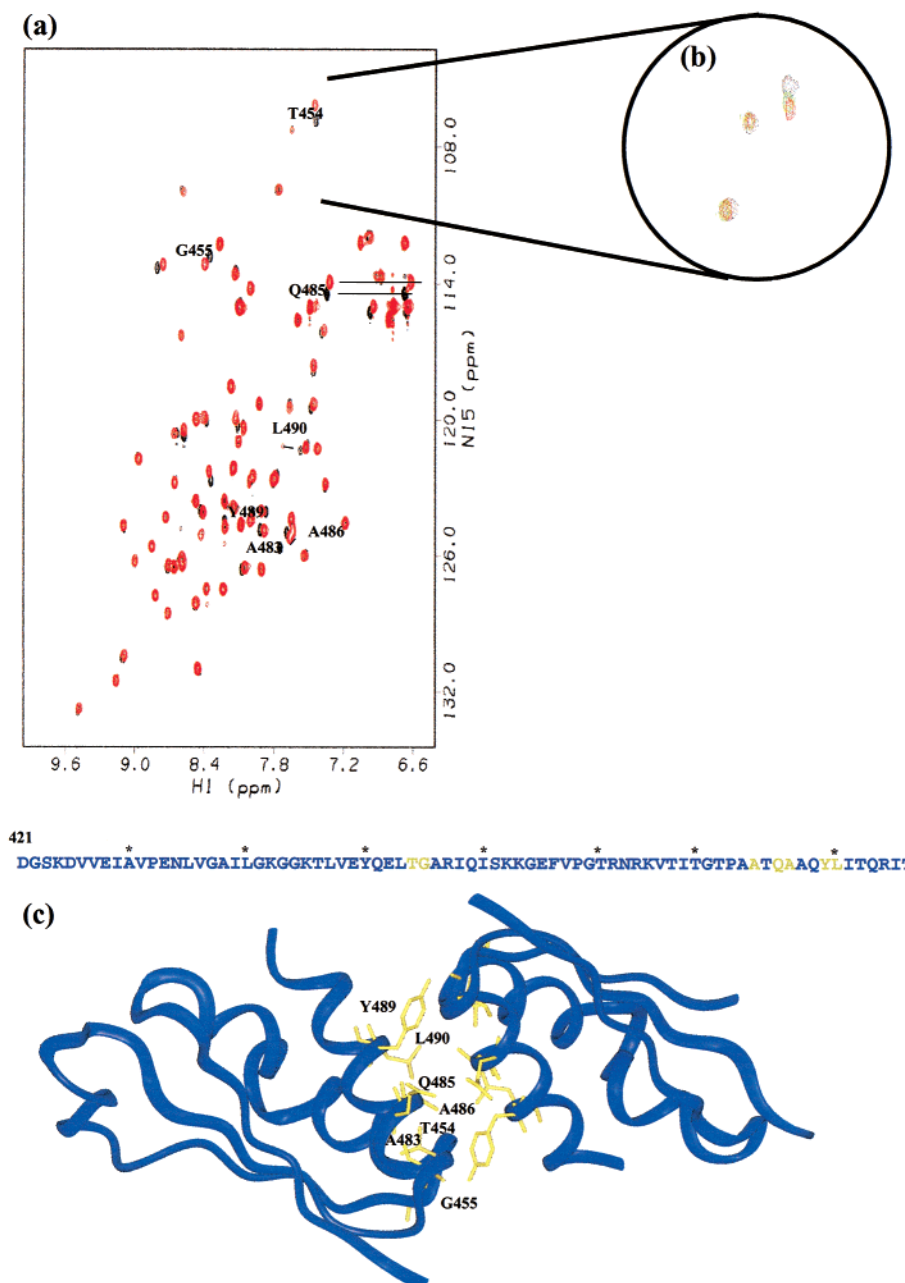 (a)
(b)
T454
108.0
G455
114.0
Q485
120.0
N15 (ppm)
L490
Y489
A486
A483
126.0
132.0
9.6 9.0 8.4 7.8 7.2 6.6
H1 (ppm)
421
* * * * * * *
DGSKDVVEIAVPENLVGAILGKGGKTLVEYQELTGARIQISKKGEFVPGTRNRKVTITGTPAATQAAQYLITQRIT
(c)
Y489
L490
Q485
A486
T454
A483
G455